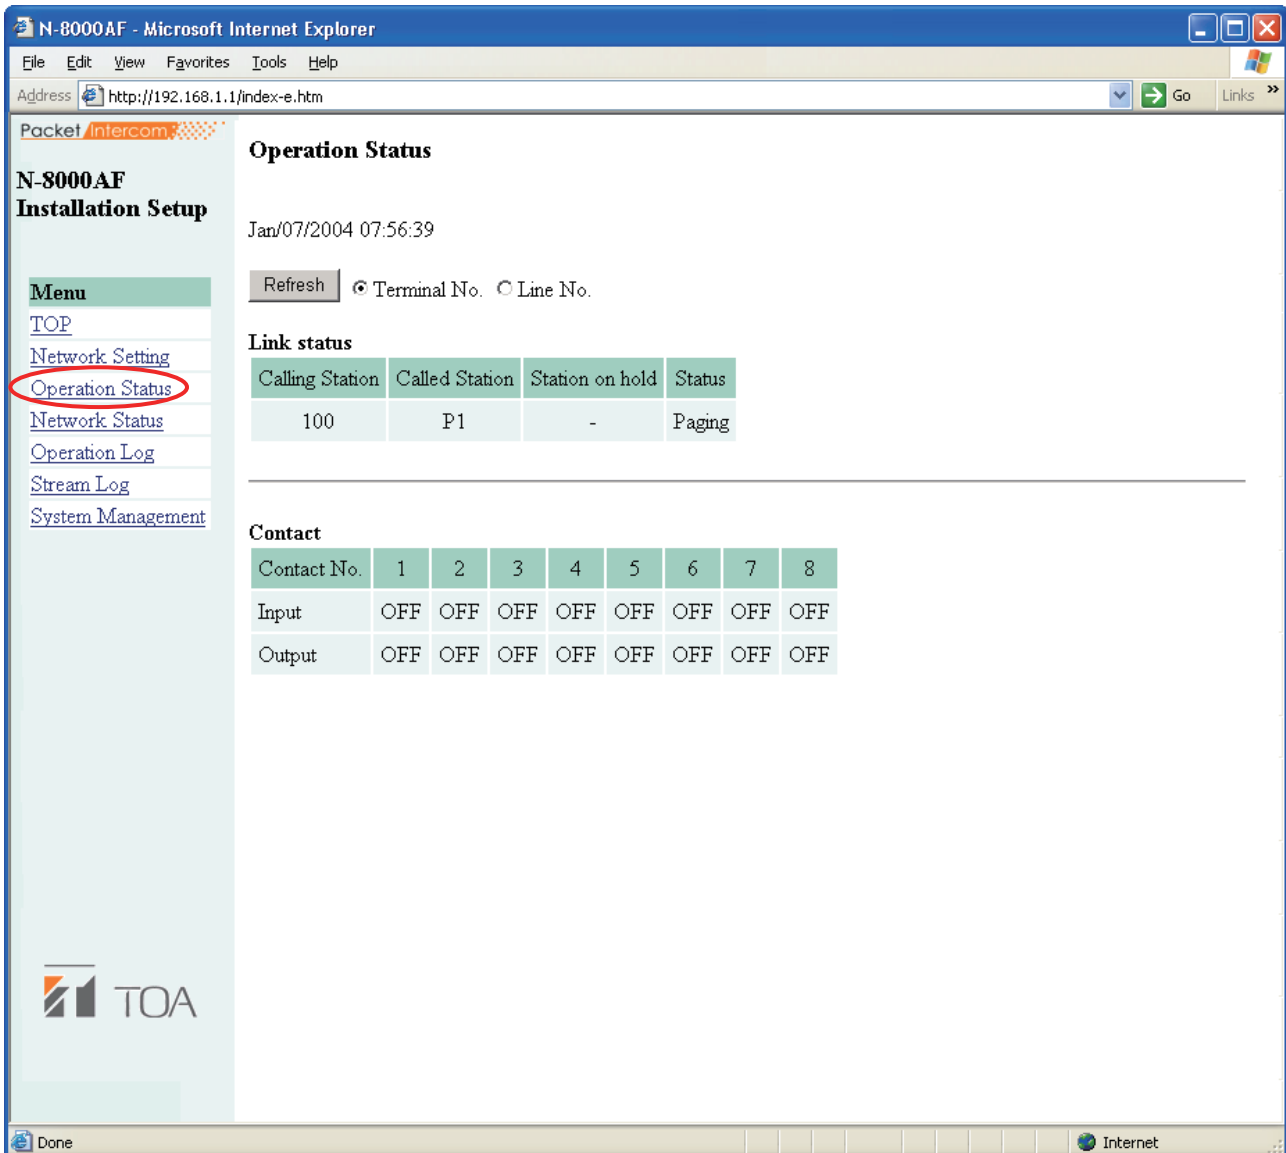 N-8000AF - Microsoft Internet Explorer
File Edit View Favorites Tools Help
Address http://192.168.1.1/index-e.htm Go Links »
Packet Intercom
N-8000AF
Installation Setup
Menu
TOP
Network Setting
Operation Status
Network Status
Operation Log
Stream Log
System Management
TOA
Operation Status
Jan/07/2004 07:56:39
Refresh Terminal No. Line No.
Link status
Calling Station Called Station Station on hold Status
100 P1 - Paging
Contact
Contact No. 1 2 3 4 5 6 7 8
Input OFF OFF OFF OFF OFF OFF OFF OFF
Output OFF OFF OFF OFF OFF OFF OFF OFF
Done Internet